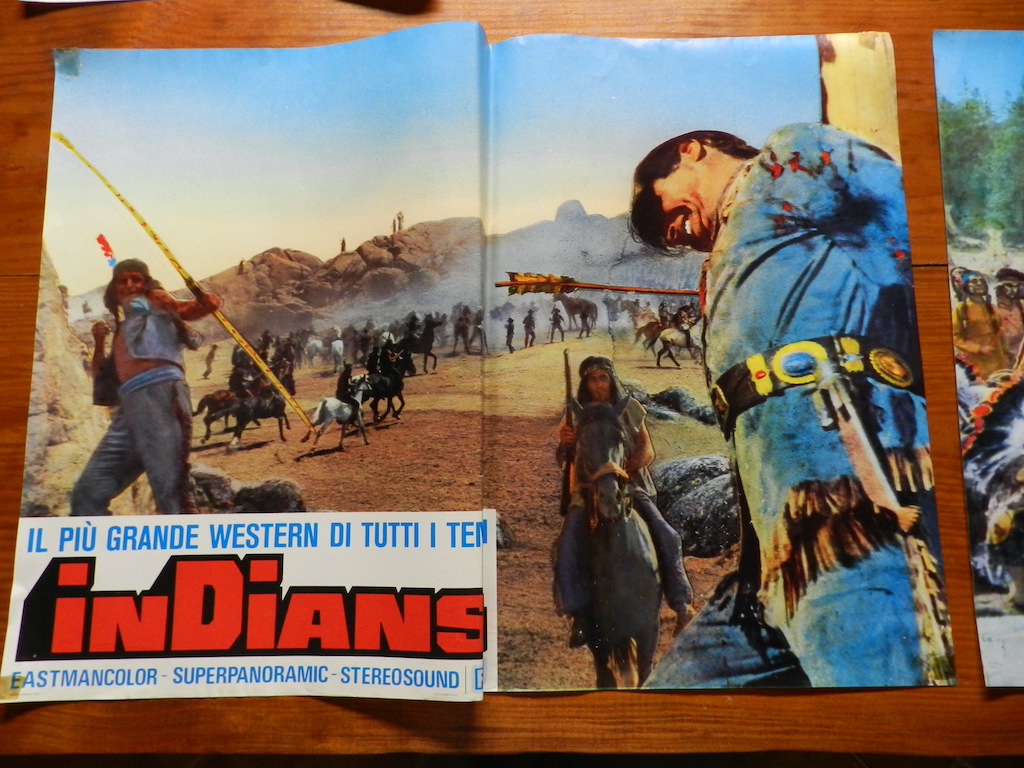 IL PIÙ GRANDE WESTERN DI TUTTI I TEM
INDIANS
EASTMANCOLOR - SUPERPANORAMIC - STEREOSOUND